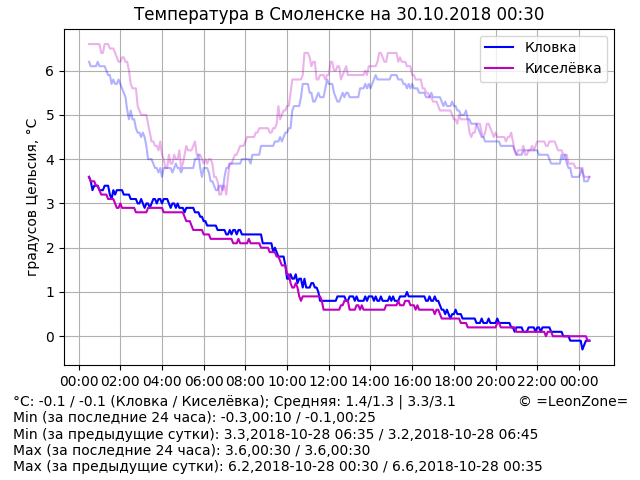 Температура в Смоленске на 30.10.2018 00:30
Кловка
Киселёвка
градусов Цельсия, °C
6
5
4
3
2
1
0
00:00 02:00 04:00 06:00 08:00 10:00 12:00 14:00 16:00 18:00 20:00 22:00 00:00
°C: -0.1 / -0.1 (Кловка / Киселёвка); Средняя: 1.4/1.3 | 3.3/3.1 © =LeonZone=
Min (за последние 24 часа): -0.3,00:10 / -0.1,00:25
Min (за предыдущие сутки): 3.3,2018-10-28 06:35 / 3.2,2018-10-28 06:45
Max (за последние 24 часа): 3.6,00:30 / 3.6,00:30
Max (за предыдущие сутки): 6.2,2018-10-28 00:30 / 6.6,2018-10-28 00:35